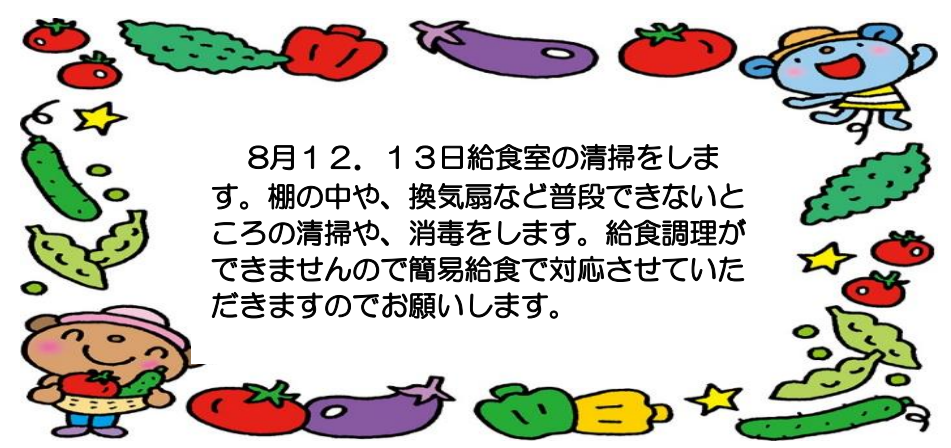 8月１２．１３日給食室の清掃をしま
す。棚の中や、換気扇など普段できないと
ころの清掃や、消毒をします。給食調理が
できませんので簡易給食で対応させていた
だきますのでお願いします。